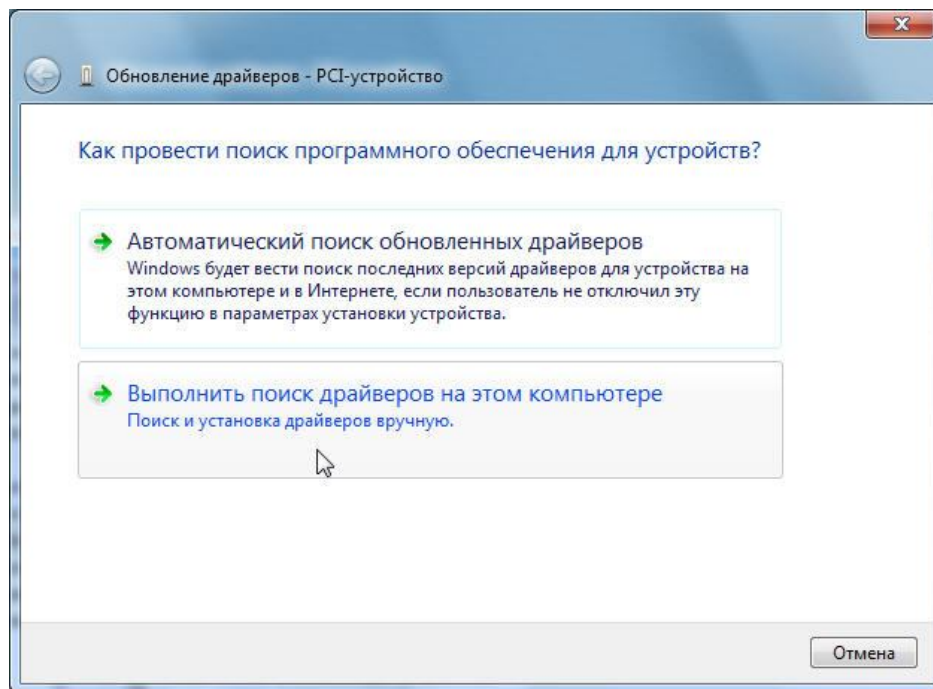 Обновление драйверов - PCI-устройство
Как провести поиск программного обеспечения для устройств?
Автоматический поиск обновленных драйверов
Windows будет вести поиск последних версий драйверов для устройства на
этом компьютере и в Интернете, если пользователь не отключил эту
функцию в параметрах установки устройства.
Выполнить поиск драйверов на этом компьютере
Поиск и установка драйверов вручную.
Отмена